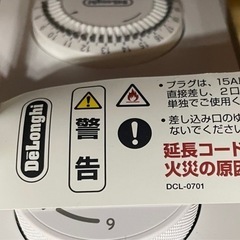 DeLonghi
警告
• プラグは、15A
直接差し、2口
単独でご使用く
• 差し込み口のゆ
ないでください
延長コード
火災の原因
DCL-0701
9